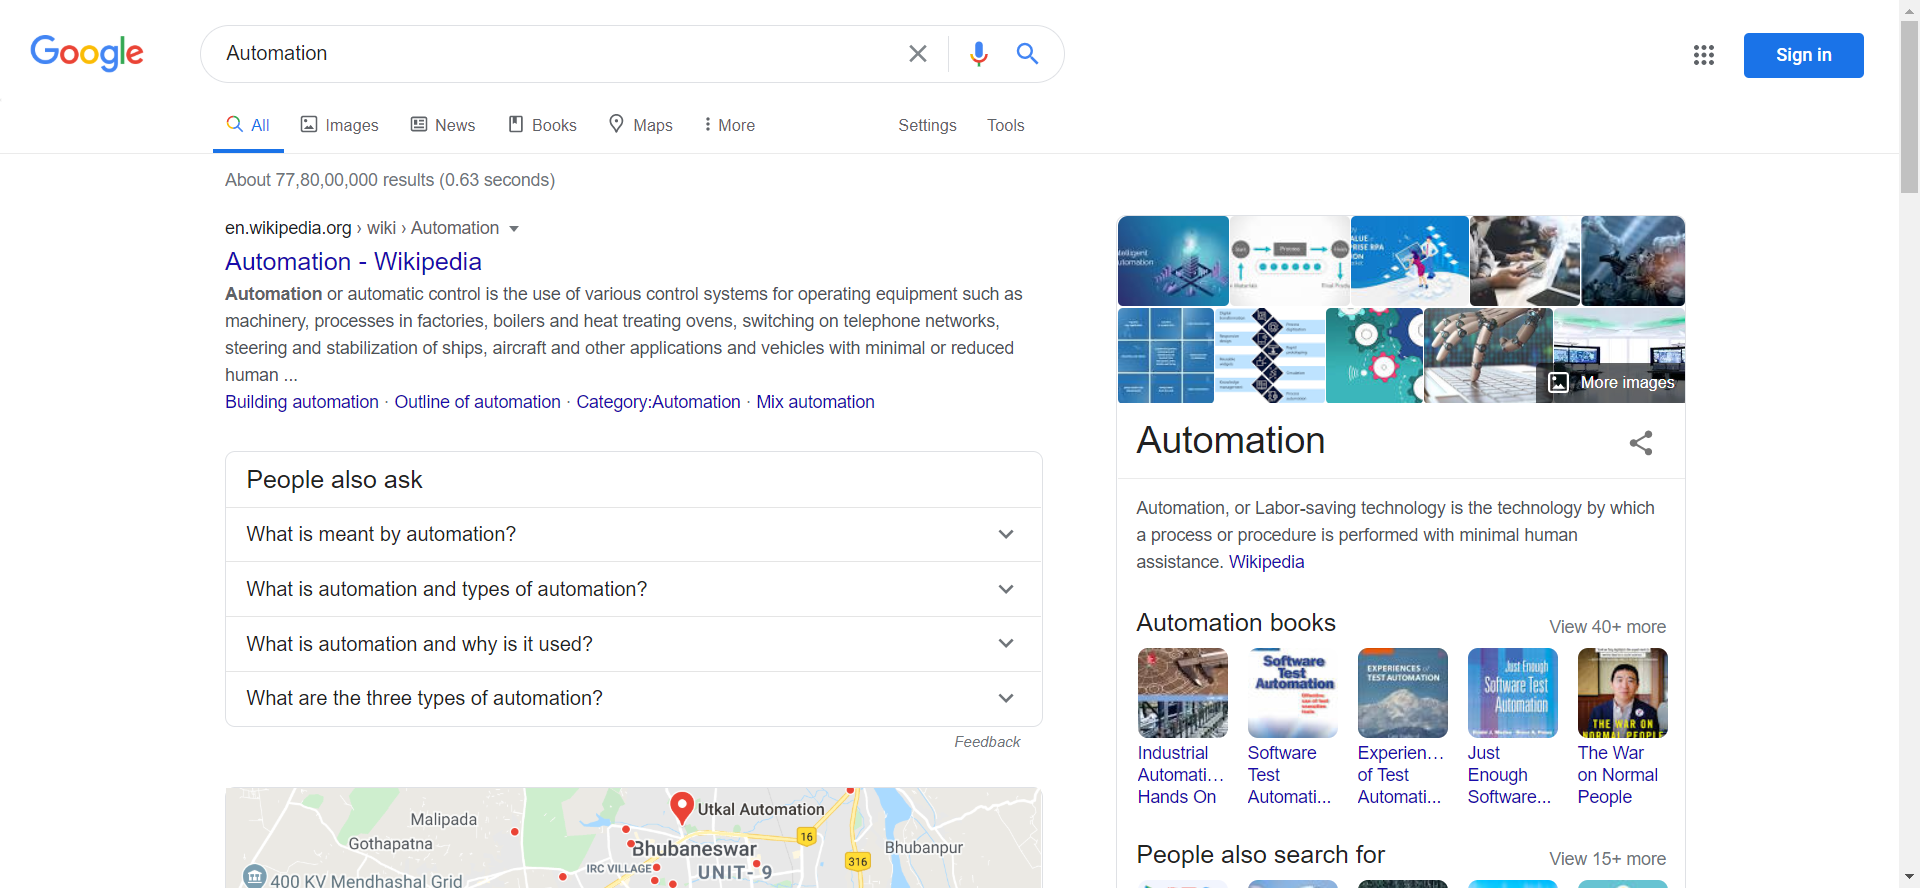 Google
Automation
Sign in
All
Images
News
Books
Maps
More
Settings
Tools
About 77,80,00,000 results (0.63 seconds)
en.wikipedia.org › wiki › Automation
Automation - Wikipedia
Automation or automatic control is the use of various control systems for operating equipment such as
machinery, processes in factories, boilers and heat treating ovens, switching on telephone networks,
steering and stabilization of ships, aircraft and other applications and vehicles with minimal or reduced
human ...
Building automation · Outline of automation · Category:Automation · Mix automation
People also ask
What is meant by automation?
What is automation and types of automation?
What is automation and why is it used?
What are the three types of automation?
Feedback
Utkal Automation
Malipada
16
Gothapatna
Bhubaneswar
Bhubanpur
316
IRC VILLAGE
UNIT- 9
400 KV Mendhashal Grid
Process
More images
Automation
Automation, or Labor-saving technology is the technology by which
a process or procedure is performed with minimal human
assistance. Wikipedia
Automation books
View 40+ more
Software
Test
Automation
EXPERIENCES of
TEST AUTOMATION
Just Enough
Software Test
Automation
THE WAR ON
NORMAL PEOPLE
Industrial
Automati...
Hands On
Software
Test
Automati...
Experien...
of Test
Automati...
Just
Enough
Software...
The War
on Normal
People
People also search for
View 15+ more